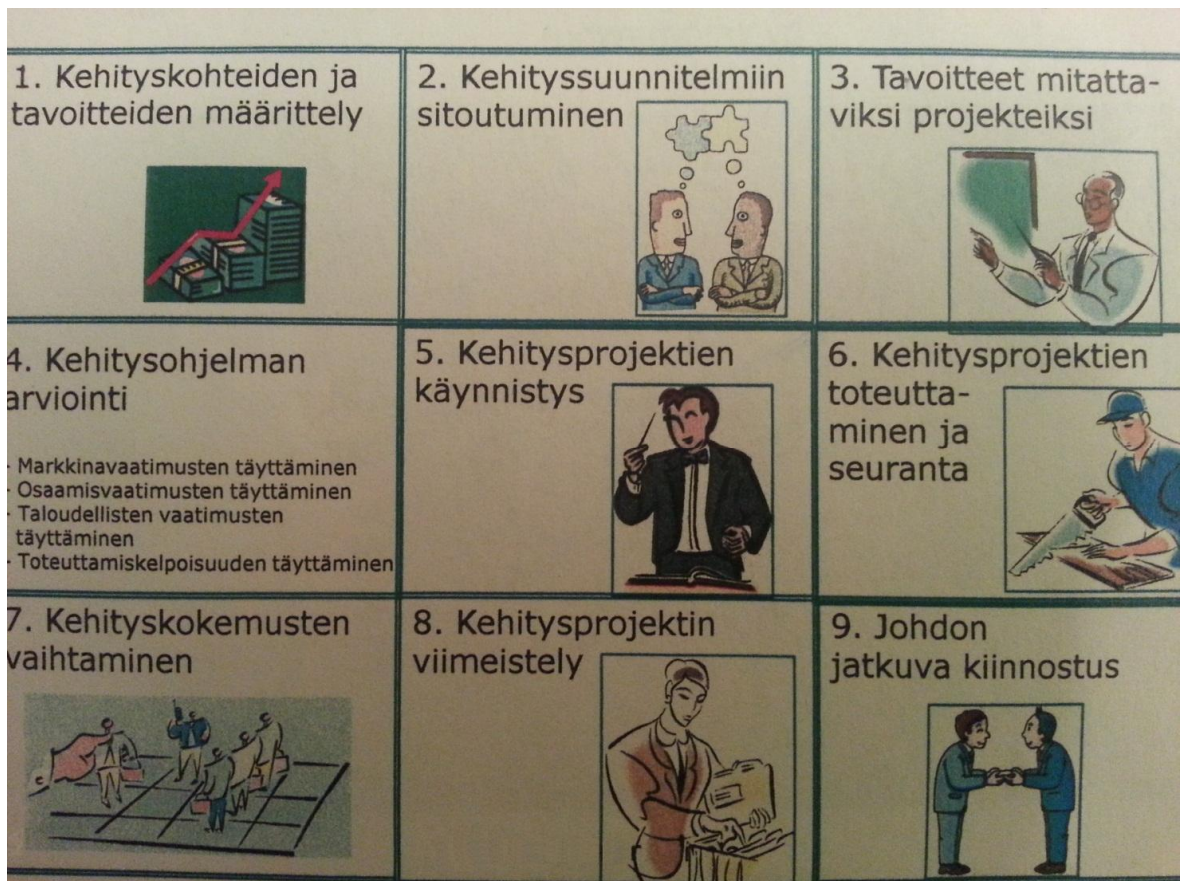 1. Kehityskohteiden ja
tavoitteiden määrittely
2. Kehityssuunnitelmiin
sitoutuminen
3. Tavoitteet mitatta-
viksi projekteiksi
4. Kehitysohjelman
arviointi
- Markkinavaatimusten täyttäminen
- Osaamisvaatimusten täyttäminen
- Taloudellisten vaatimusten
täyttäminen
- Toteuttamiskelpoisuuden täyttäminen
5. Kehitysprojektien
käynnistys
6. Kehitysprojektien
toteutta-
minen ja
seuranta
7. Kehityskokemusten
vaihtaminen
8. Kehitysprojektin
viimeistely
9. Johdon
jatkuva kiinnostus